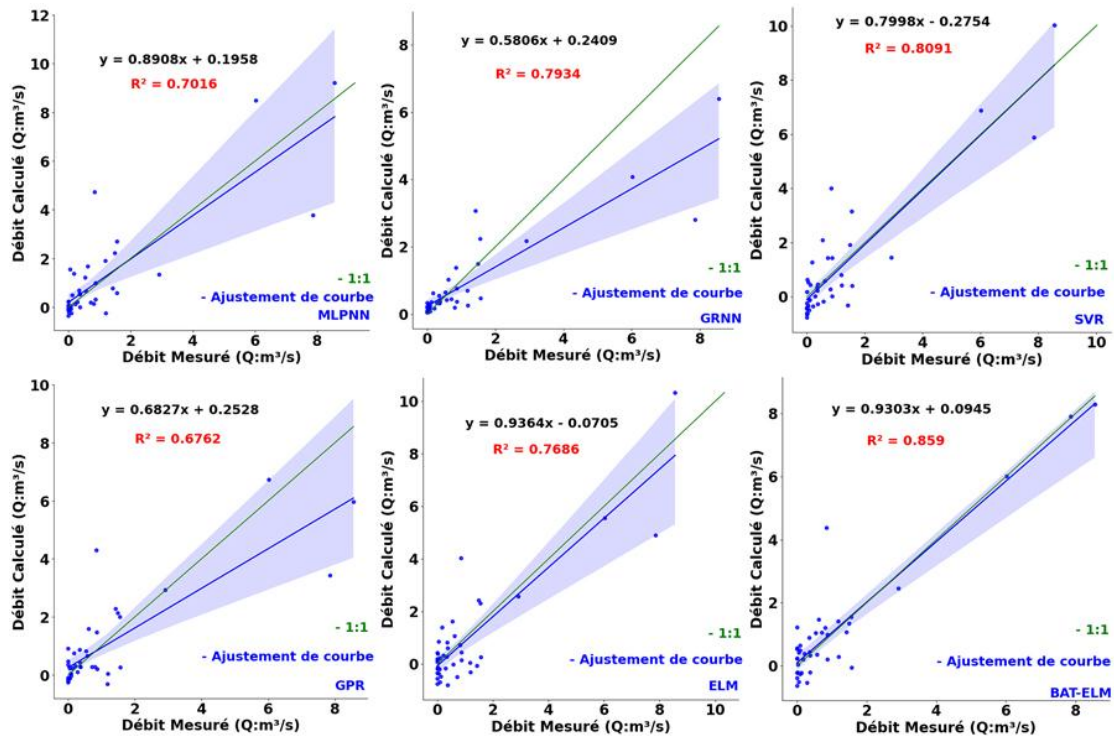 12
10
8
6
4
2
0
Débit Calculé (Q:m³/s)
y = 0.8908x + 0.1958
R² = 0.7016
- 1:1
- Ajustement de courbe
MLPNN
0 2 4 6 8
Débit Mesuré (Q:m³/s)
8
6
4
2
0
Débit Calculé (Q:m³/s)
y = 0.5806x + 0.2409
R² = 0.7934
- 1:1
- Ajustement de courbe
GRNN
0 2 4 6 8
Débit Mesuré (Q:m³/s)
10
8
6
4
2
0
Débit Calculé (Q:m³/s)
y = 0.7998x - 0.2754
R² = 0.8091
- 1:1
- Ajustement de courbe
SVR
0 2 4 6 8 10
Débit Mesuré (Q:m³/s)
10
8
6
4
2
0
Débit Calculé (Q:m³/s)
y = 0.6827x + 0.2528
R² = 0.6762
- 1:1
- Ajustement de courbe
GPR
0 2 4 6 8
Débit Mesuré (Q:m³/s)
10
8
6
4
2
0
Débit Calculé (Q:m³/s)
y = 0.9364x - 0.0705
R² = 0.7686
- 1:1
- Ajustement de courbe
ELM
0 2 4 6 8 10
Débit Mesuré (Q:m³/s)
8
6
4
2
0
Débit Calculé (Q:m³/s)
y = 0.9303x + 0.0945
R² = 0.859
- 1:1
- Ajustement de courbe
BAT-ELM
0 2 4 6 8
Débit Mesuré (Q:m³/s)